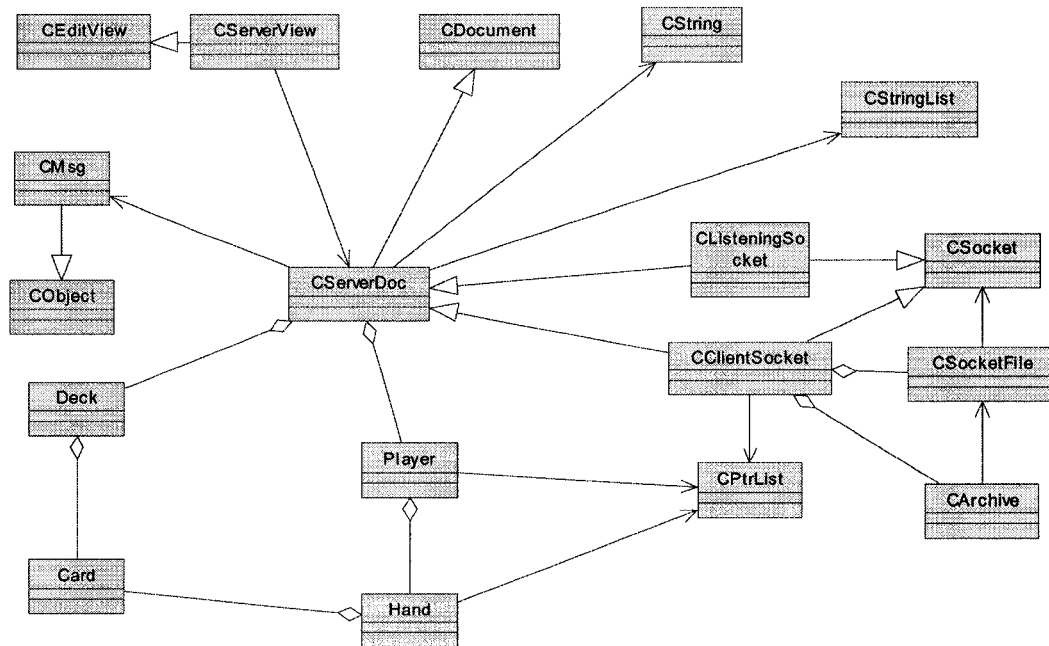 CEditView
CServerView
CDocument
CString
CStringList
CMsg
CListeningSo
cket
CSocket
CObject
CServerDoc
CClientSocket
CSocketFile
Deck
Player
CPtrList
CArchive
Card
Hand